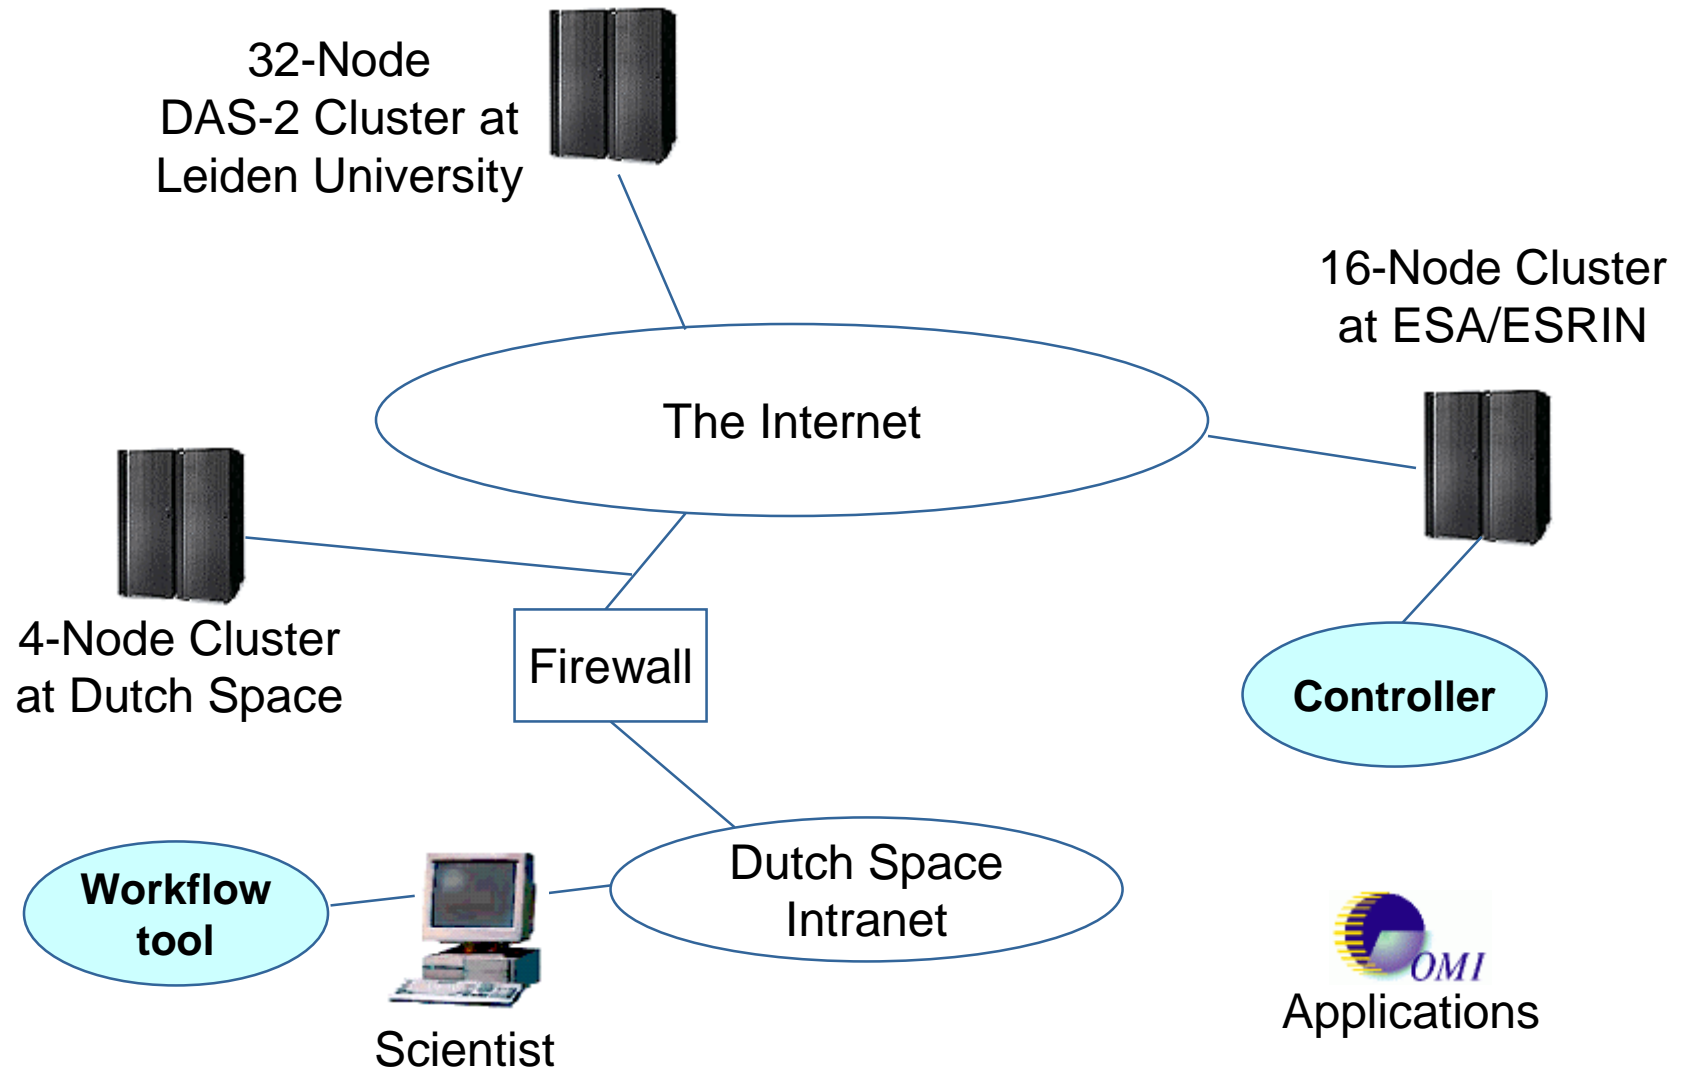 32-Node
DAS-2 Cluster at
Leiden University
16-Node Cluster
at ESA/ESRIN
The Internet
4-Node Cluster
at Dutch Space
Firewall
Controller
Workflow
tool
Dutch Space
Intranet
OMI
Applications
Scientist